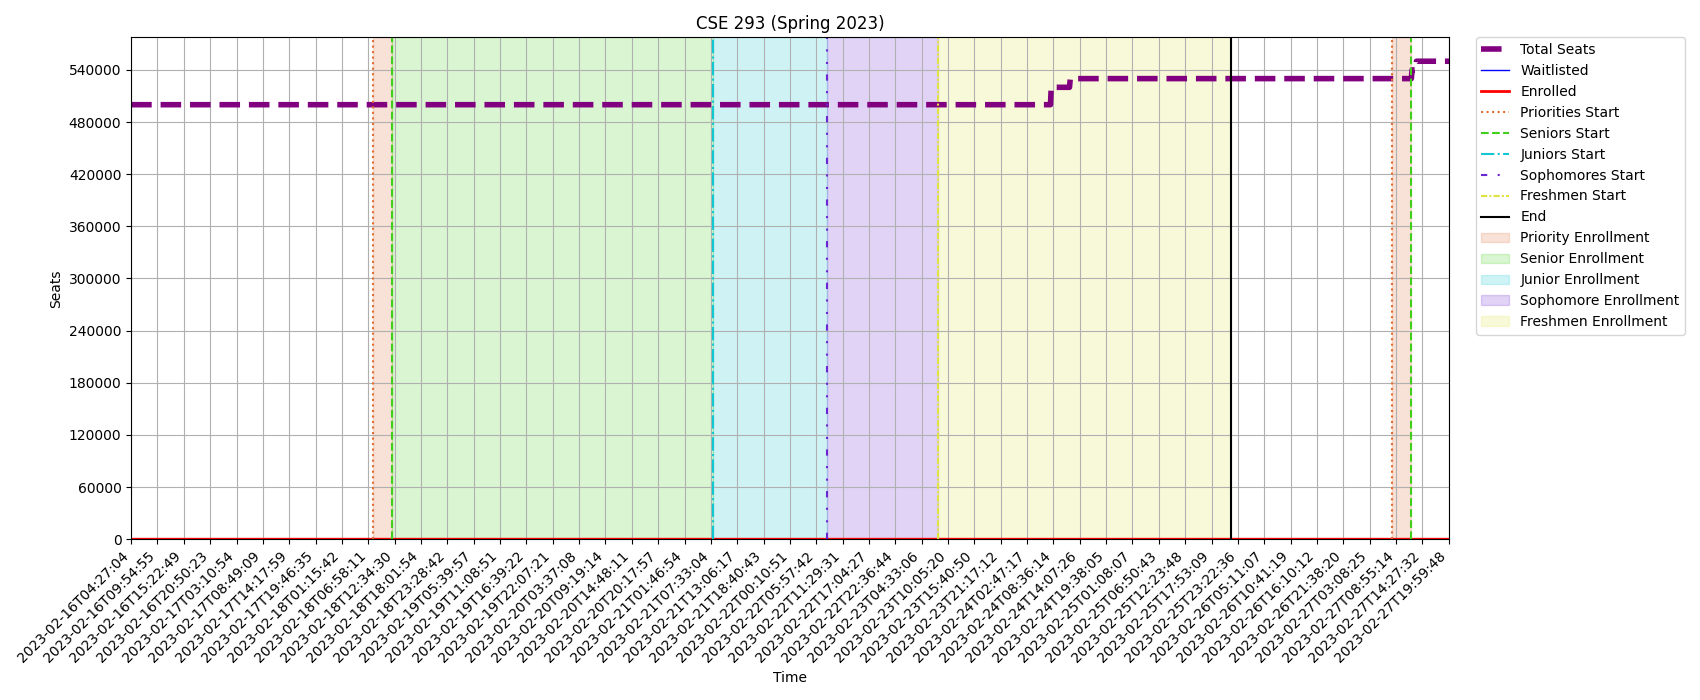 CSE 293 (Spring 2023)
Seats
540000
480000
420000
360000
300000
240000
180000
120000
60000
0
2023-02-16T04:27:04
2023-02-16T09:54:55
2023-02-16T15:22:49
2023-02-16T20:50:23
2023-02-17T03:10:54
2023-02-17T08:49:09
2023-02-17T14:17:59
2023-02-17T19:46:35
2023-02-18T01:15:42
2023-02-18T06:58:11
2023-02-18T12:34:30
2023-02-18T18:01:54
2023-02-18T23:28:42
2023-02-19T05:39:57
2023-02-19T11:08:51
2023-02-19T16:39:22
2023-02-19T22:07:21
2023-02-20T03:37:08
2023-02-20T09:19:14
2023-02-20T14:48:11
2023-02-20T20:17:57
2023-02-21T01:46:54
2023-02-21T07:33:04
2023-02-21T13:06:17
2023-02-21T18:40:43
2023-02-22T00:10:51
2023-02-22T05:57:42
2023-02-22T11:29:31
2023-02-22T17:04:27
2023-02-22T22:36:44
2023-02-23T04:33:06
2023-02-23T10:05:20
2023-02-23T15:40:50
2023-02-23T21:17:12
2023-02-24T02:47:17
2023-02-24T08:36:14
2023-02-24T14:07:26
2023-02-24T19:38:05
2023-02-25T01:08:07
2023-02-25T06:50:43
2023-02-25T12:23:48
2023-02-25T17:53:09
2023-02-25T23:22:36
2023-02-26T05:11:07
2023-02-26T10:41:19
2023-02-26T16:10:12
2023-02-26T21:38:20
2023-02-27T03:08:25
2023-02-27T08:55:14
2023-02-27T14:27:32
2023-02-27T19:59:48
Time
Total Seats
Waitlisted
Enrolled
Priorities Start
Seniors Start
Juniors Start
Sophomores Start
Freshmen Start
End
Priority Enrollment
Senior Enrollment
Junior Enrollment
Sophomore Enrollment
Freshmen Enrollment